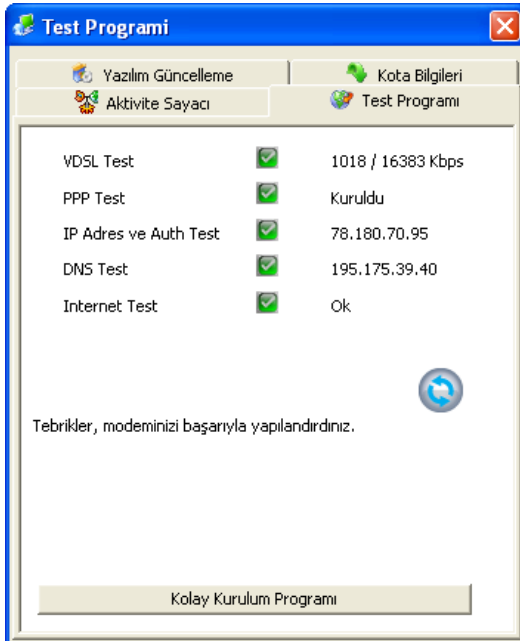 Test Programi
Yazılım Güncelleme
Kota Bilgileri
Aktivite Sayacı
Test Programı
VDSL Test 1018 / 16383 Kbps
PPP Test Kuruldu
IP Adres ve Auth Test 78.180.70.95
DNS Test 195.175.39.40
Internet Test Ok
Tebrikler, modeminizi başarıyla yapılandırdınız.
Kolay Kurulum Programı